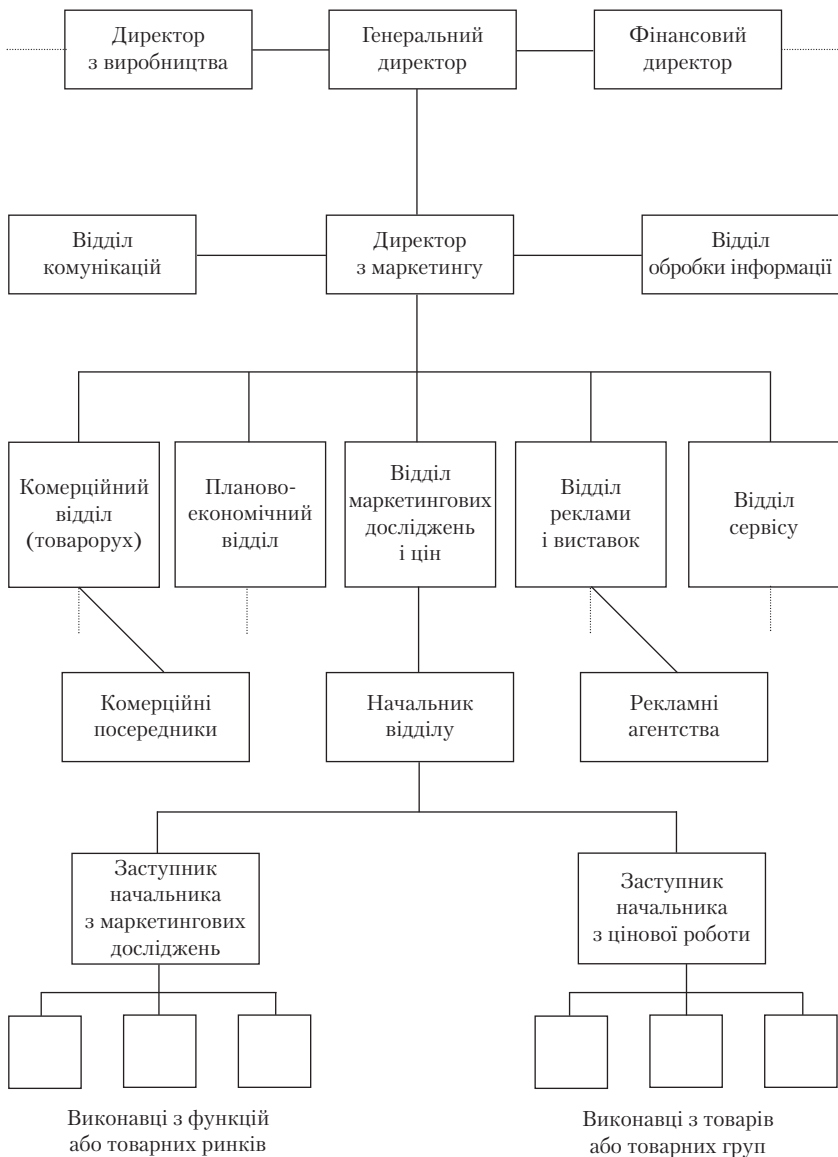 Директор
з виробництва
Генеральний
директор
Фінансовий
директор
Відділ
комунікацій
Директор
з маркетингу
Відділ
обробки інформації
Комерційний
відділ
(товарорух)
Планово-
економічний
відділ
Відділ
маркетингових
досліджень
і цін
Відділ
реклами
і виставок
Відділ
сервісу
Комерційні
посередники
Начальник
відділу
Рекламні
агентства
Заступник
начальника
з маркетингових
досліджень
Заступник
начальника
з цінової роботи
Виконавці з функцій
або товарних ринків
Виконавці з товарів
або товарних груп